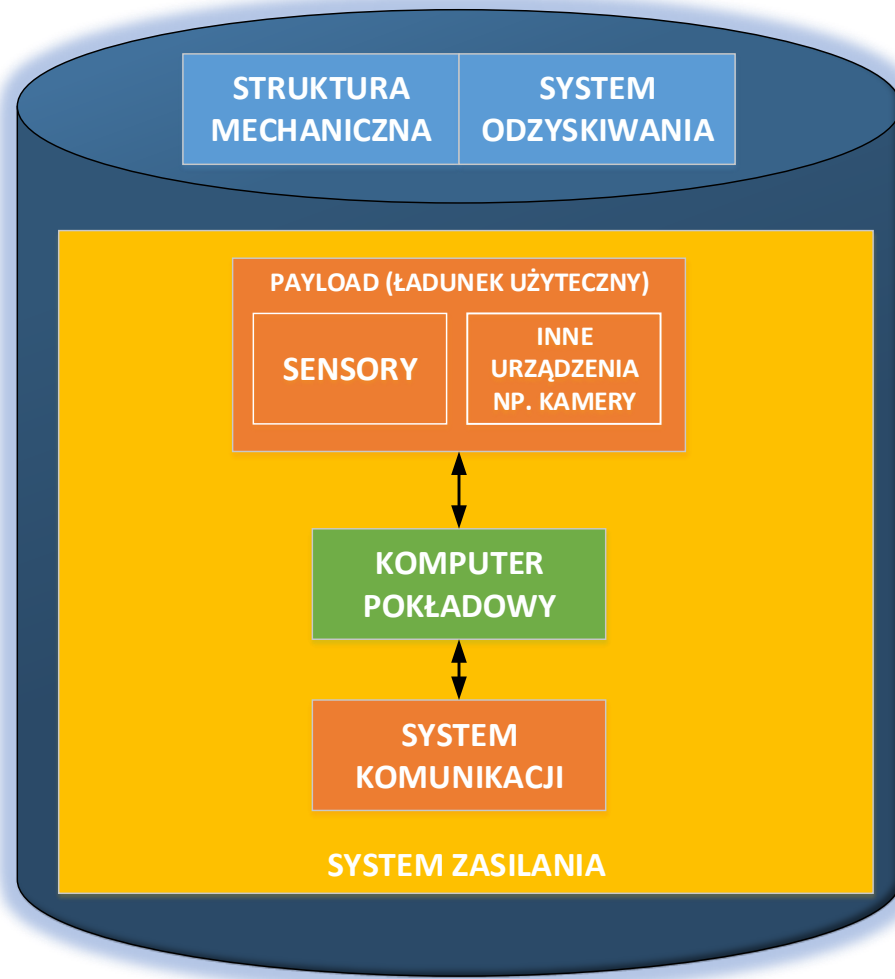 STRUKTURA
MECHANICZNA
SYSTEM
ODZYSKIWANIA
PAYLOAD (ŁADUNEK UŻYTECZNY)
SENSORY
INNE
URZĄDZENIA
NP. KAMERY
KOMPUTER
POKŁADOWY
SYSTEM
KOMUNIKACJI
SYSTEM ZASILANIA